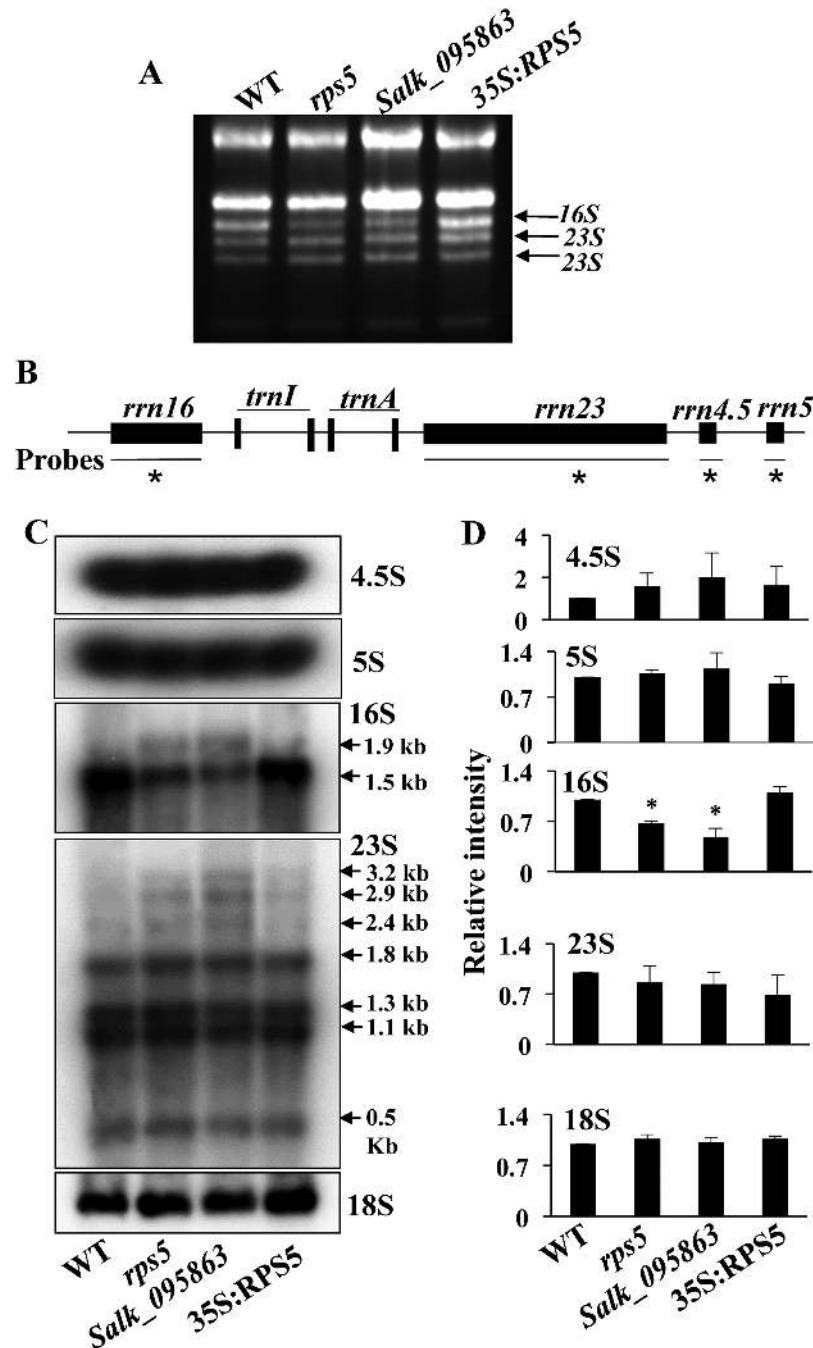 A
WT
rps5
Salk_095863
35S:RPS5
16S
23S
23S
B
rrn16
trnI
trnA
rrn23
rrn4.5
rrn5
Probes
* * * *
C
4.5S
5S
16S
1.9 kb
1.5 kb
23S
3.2 kb
2.9 kb
2.4 kb
1.8 kb
1.3 kb
1.1 kb
0.5
Kb
18S
WT
rps5
Salk_095863
35S:RPS5
D
Relative intensity
4.5S
4
2
0
5S
1.4
0.7
0
16S
1.4
0.7
0
* *
23S
1.4
0.7
0
18S
1.4
0.7
0
WT
rps5
Salk_095863
35S:RPS5